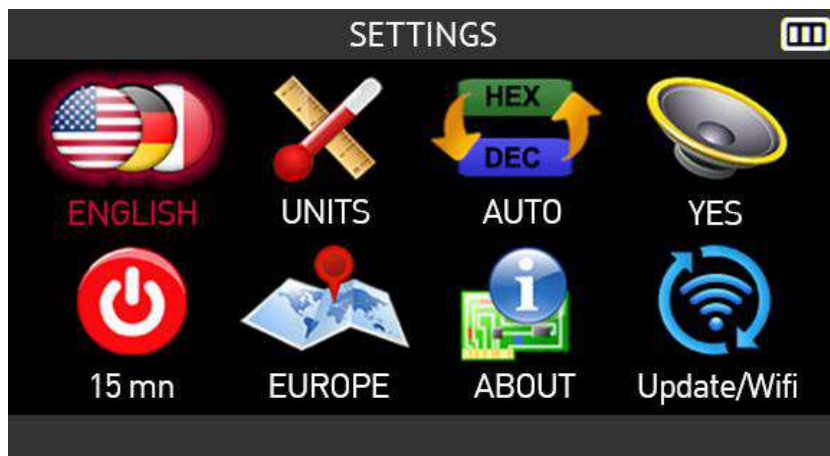 SETTINGS
HEX
DEC
ENGLISH UNITS AUTO YES
i
15 mn EUROPE ABOUT Update/Wifi